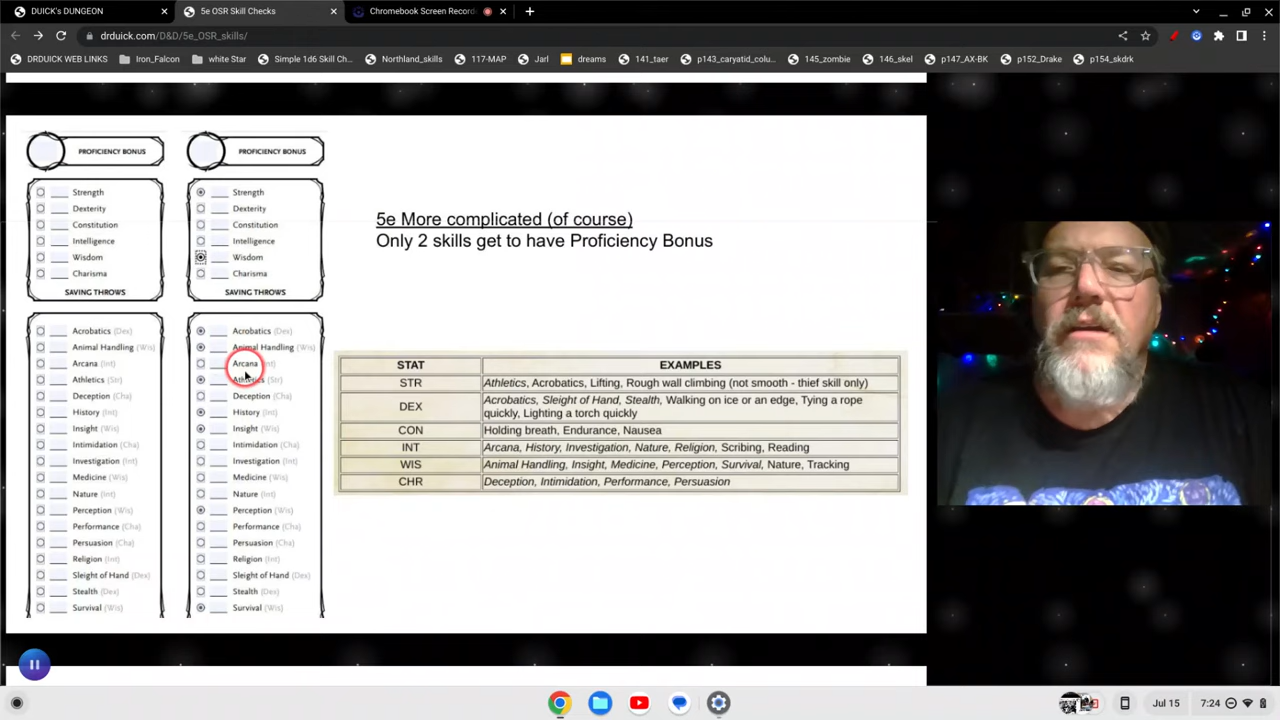 DUICK's DUNGEON
5e OSR Skill Checks
Chromebook Screen Record
drduick.com/D&D/5e_OSR_skills/
DRDUICK WEB LINKS
Iron_Falcon
white Star
Simple 1d6 Skill Ch...
Northland_skills
117-MAP
Jarl
dreams
141_taer
p143_caryatid_colu...
145_zombie
146_skel
p147_AX-BK
p152_Drake
p154_skdrk
PROFICIENCY BONUS
Strength
Dexterity
Constitution
Intelligence
Wisdom
Charisma
SAVING THROWS
Acrobatics (Dex)
Animal Handling (Wis)
Arcana (Int)
Athletics (Str)
Deception (Cha)
History (Int)
Insight (Wis)
Intimidation (Cha)
Investigation (Int)
Medicine (Wis)
Nature (Int)
Perception (Wis)
Performance (Cha)
Persuasion (Cha)
Religion (Int)
Sleight of Hand (Dex)
Stealth (Dex)
Survival (Wis)
PROFICIENCY BONUS
Strength
Dexterity
Constitution
Intelligence
Wisdom
Charisma
SAVING THROWS
Acrobatics (Dex)
Animal Handling (Wis)
Arcana (Int)
Athletics (Str)
Deception (Cha)
History (Int)
Insight (Wis)
Intimidation (Cha)
Investigation (Int)
Medicine (Wis)
Nature (Int)
Perception (Wis)
Performance (Cha)
Persuasion (Cha)
Religion (Int)
Sleight of Hand (Dex)
Stealth (Dex)
Survival (Wis)
5e More complicated (of course)
Only 2 skills get to have Proficiency Bonus
STAT EXAMPLES
STR Athletics, Acrobatics, Lifting, Rough wall climbing (not smooth - thief skill only)
DEX Acrobatics, Sleight of Hand, Stealth, Walking on ice or an edge, Tying a rope
quickly, Lighting a torch quickly
CON Holding breath, Endurance, Nausea
INT Arcana, History, Investigation, Nature, Religion, Scribing, Reading
WIS Animal Handling, Insight, Medicine, Perception, Survival, Nature, Tracking
CHR Deception, Intimidation, Performance, Persuasion
Jul 15
7:24